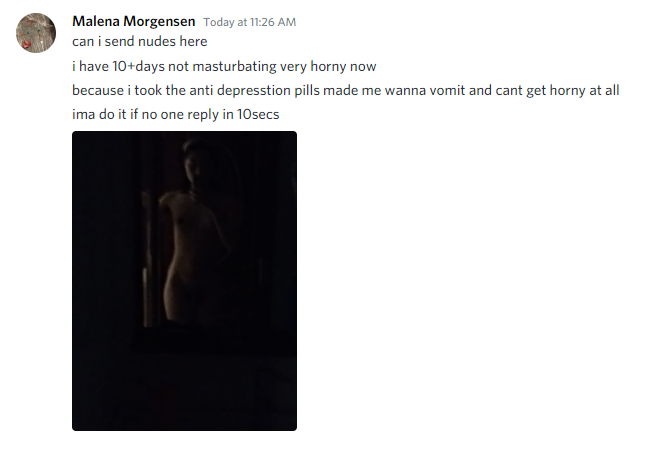 Malena Morgensen Today at 11:26 AM
can i send nudes here
i have 10+days not masturbating very horny now
because i took the anti depresstion pills made me wanna vomit and cant get horny at all
ima do it if no one reply in 10secs